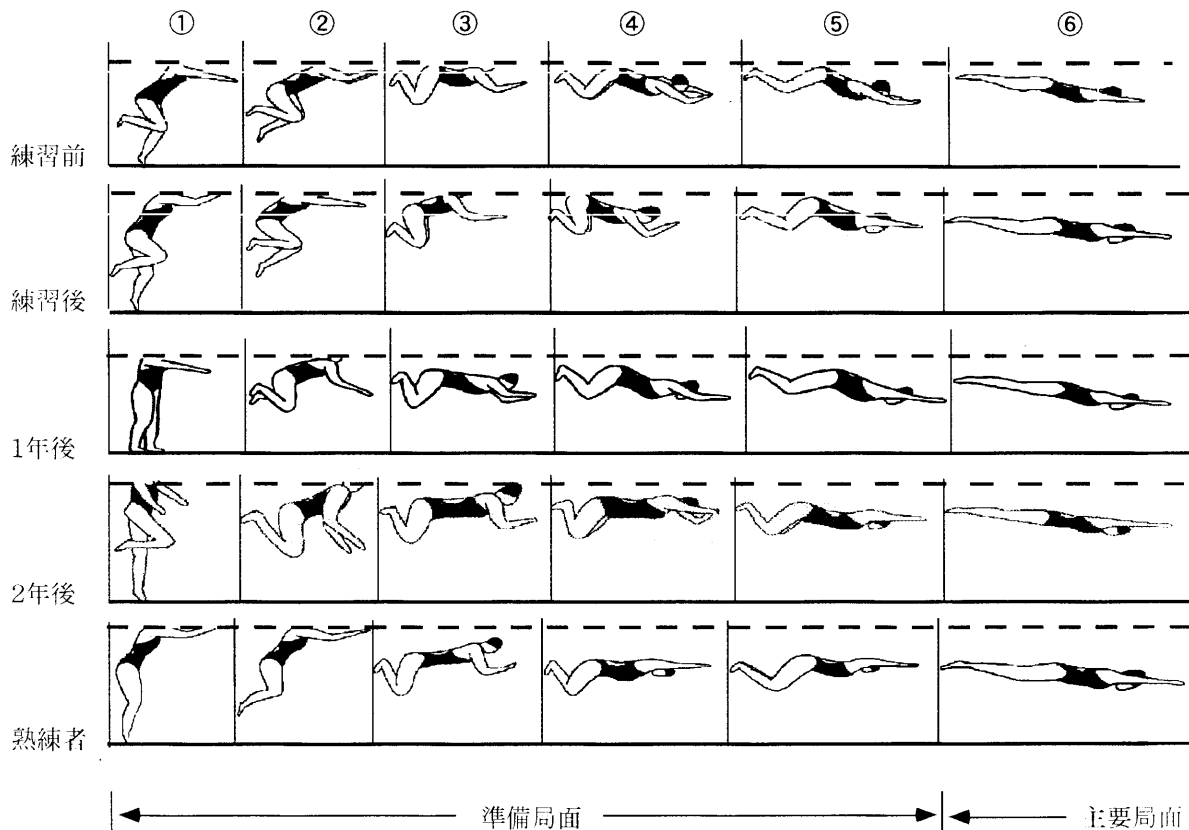 ① ② ③ ④ ⑤ ⑥
練習前
練習後
1年後
2年後
熟練者
準備局面 主要局面